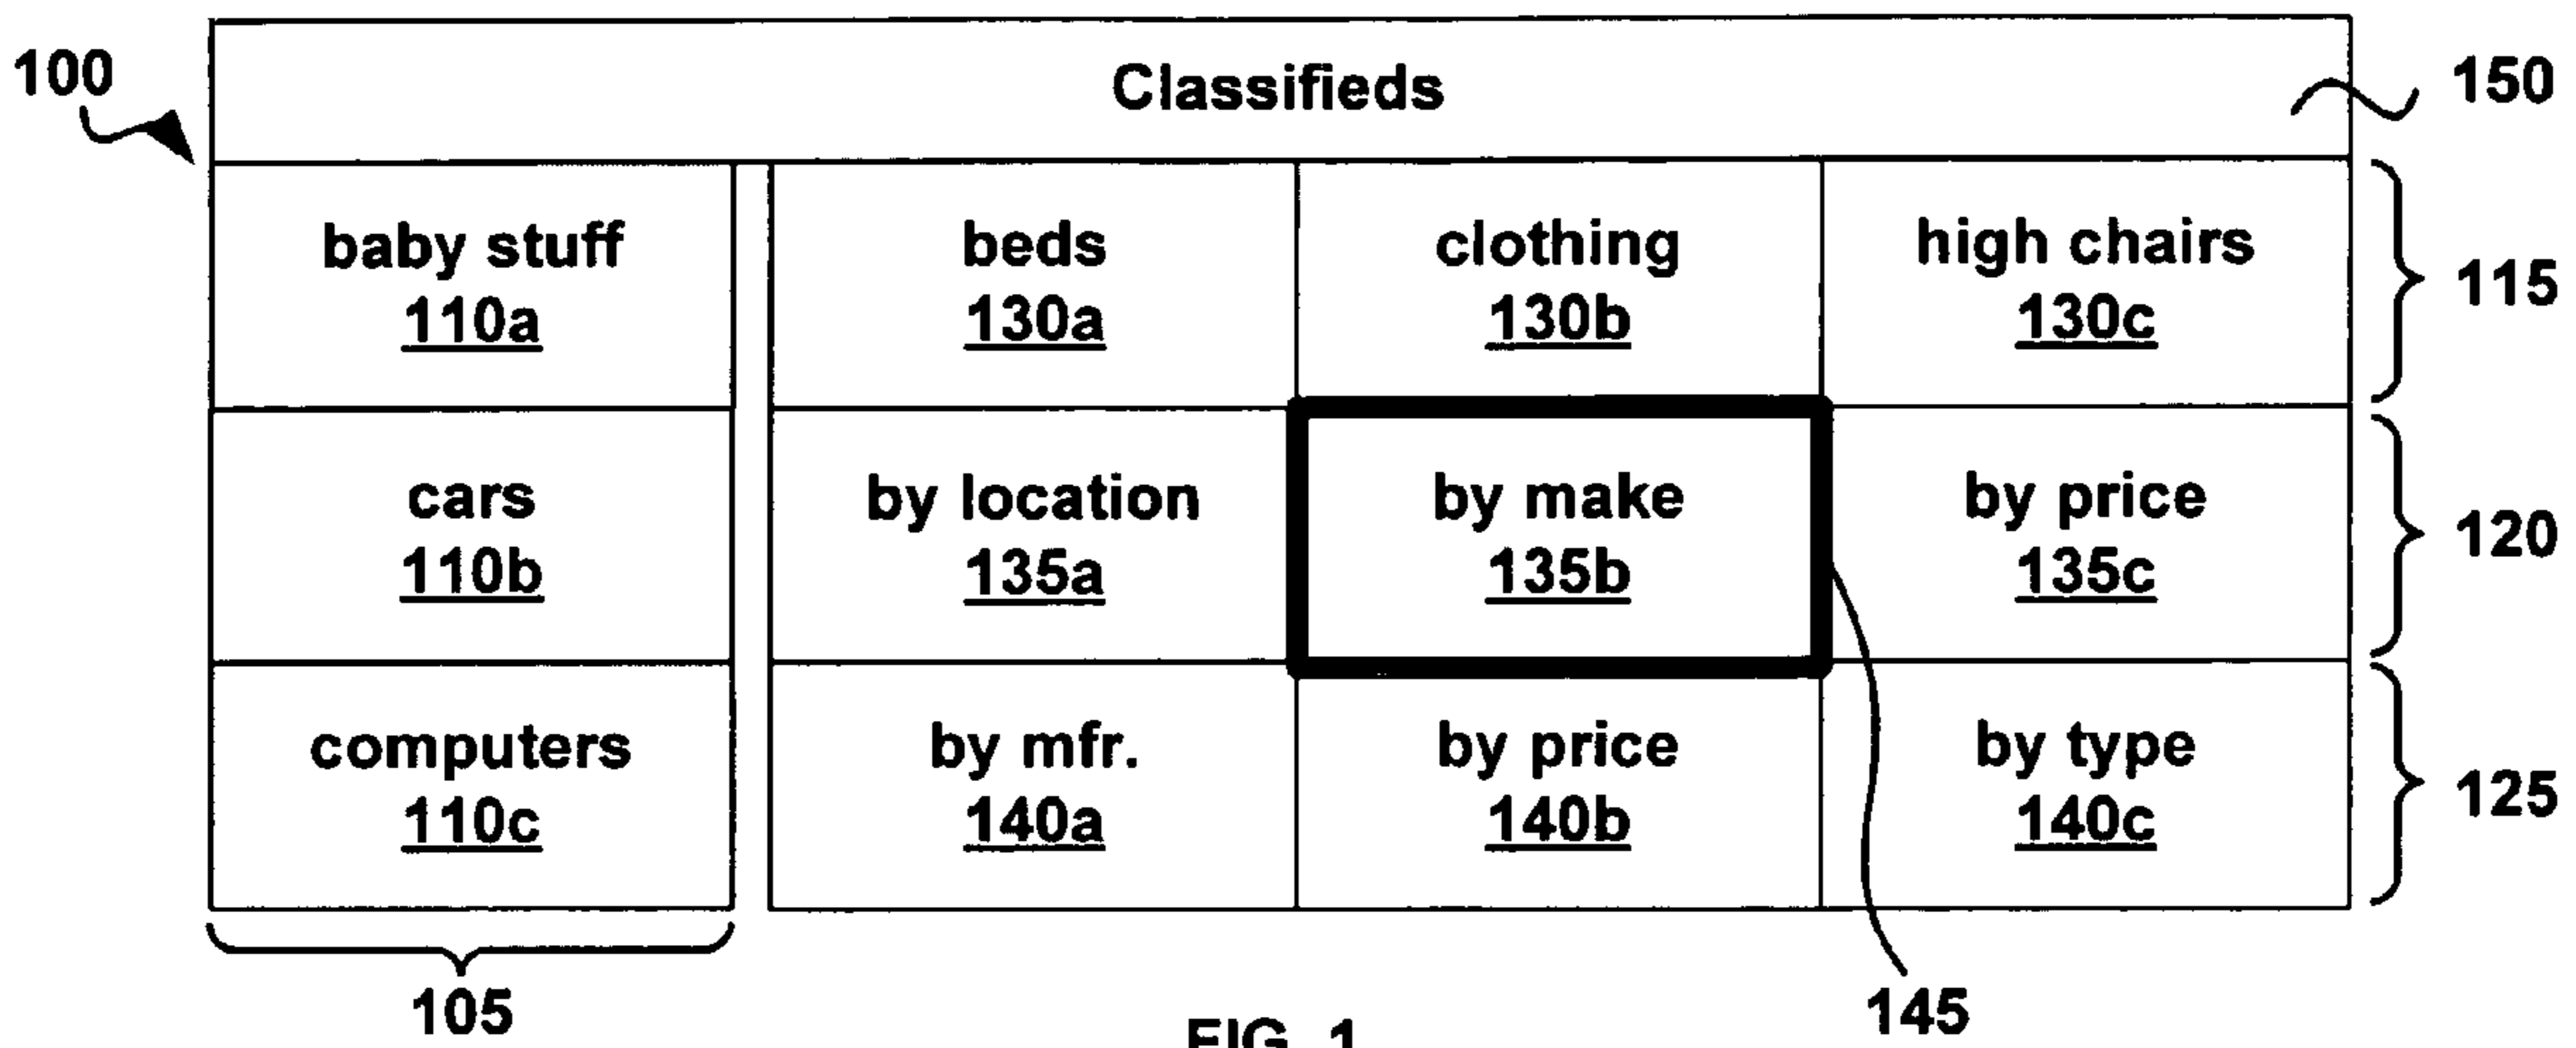 Classifieds
100
150
baby stuff
110a
beds
130a
clothing
130b
high chairs
130c
115
cars
110b
by location
135a
by make
135b
by price
135c
120
computers
110c
by mfr.
140a
by price
140b
by type
140c
125
105
145
FIG. 1